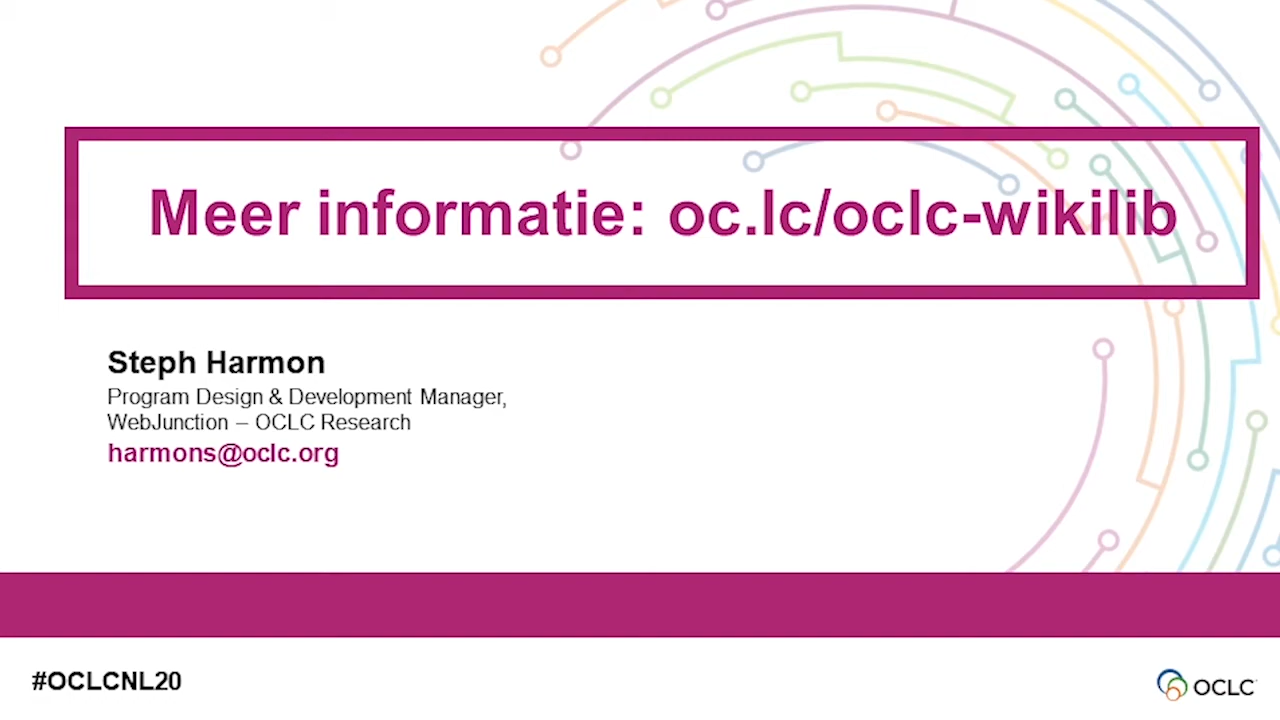 Meer informatie: oc.lc/oclc-wikilib
Steph Harmon
Program Design & Development Manager,
WebJunction – OCLC Research
harmons@oclc.org
#OCLCNL20
OCLC